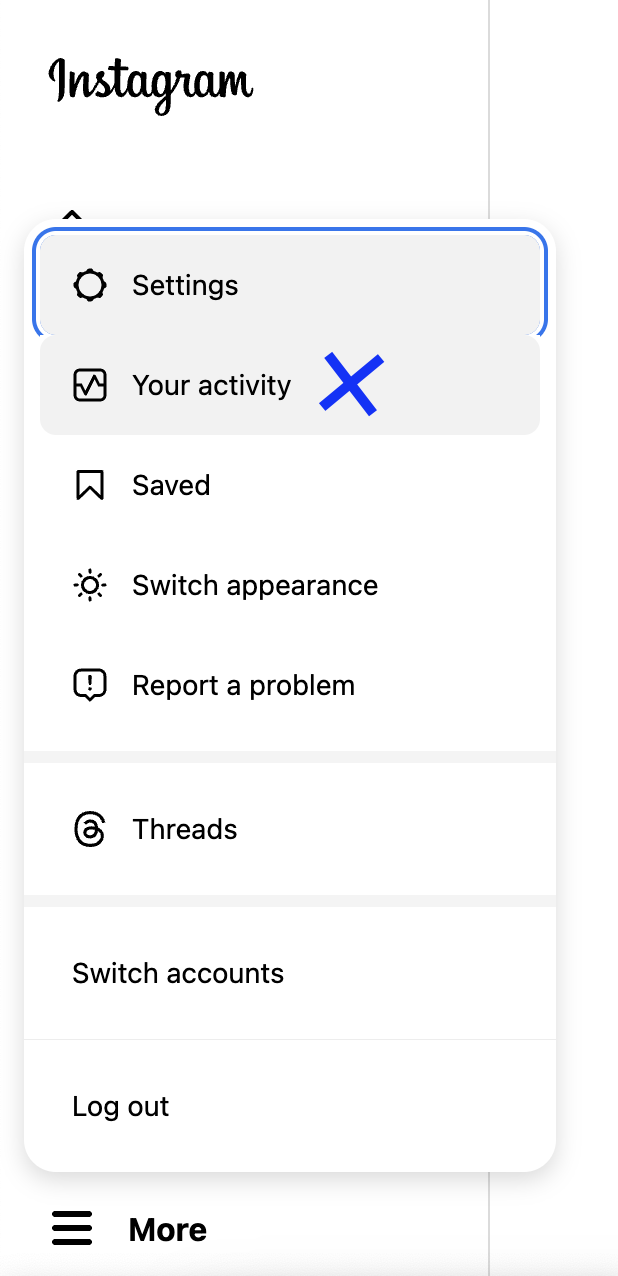 Instagram
Settings
Your activity
Saved
Switch appearance
Report a problem
Threads
Switch accounts
Log out
More